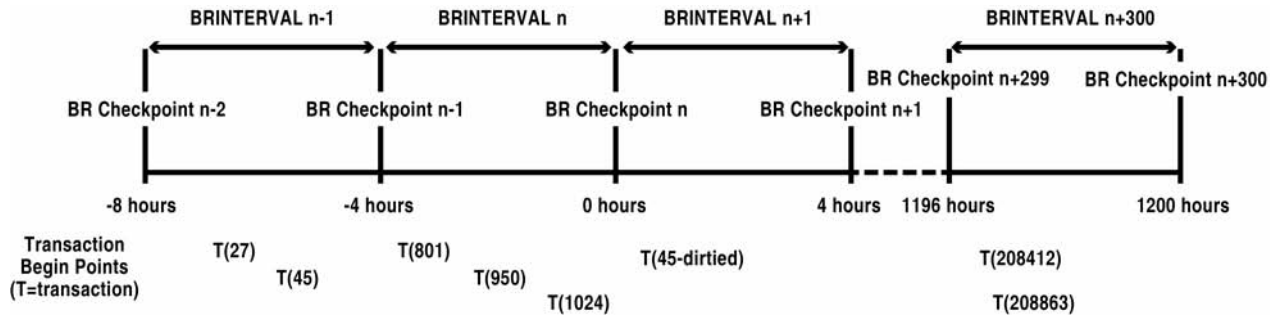 BRINTERVAL n-1 BRINTERVAL n BRINTERVAL n+1 BRINTERVAL n+300
BR Checkpoint n-2 BR Checkpoint n-1 BR Checkpoint n BR Checkpoint n+1 BR Checkpoint n+299 BR Checkpoint n+300
-8 hours -4 hours 0 hours 4 hours 1196 hours 1200 hours
Transaction
Begin Points
(T=transaction)
T(27) T(801) T(45-dirtied) T(208412)
T(45) T(950)
T(1024) T(208863)